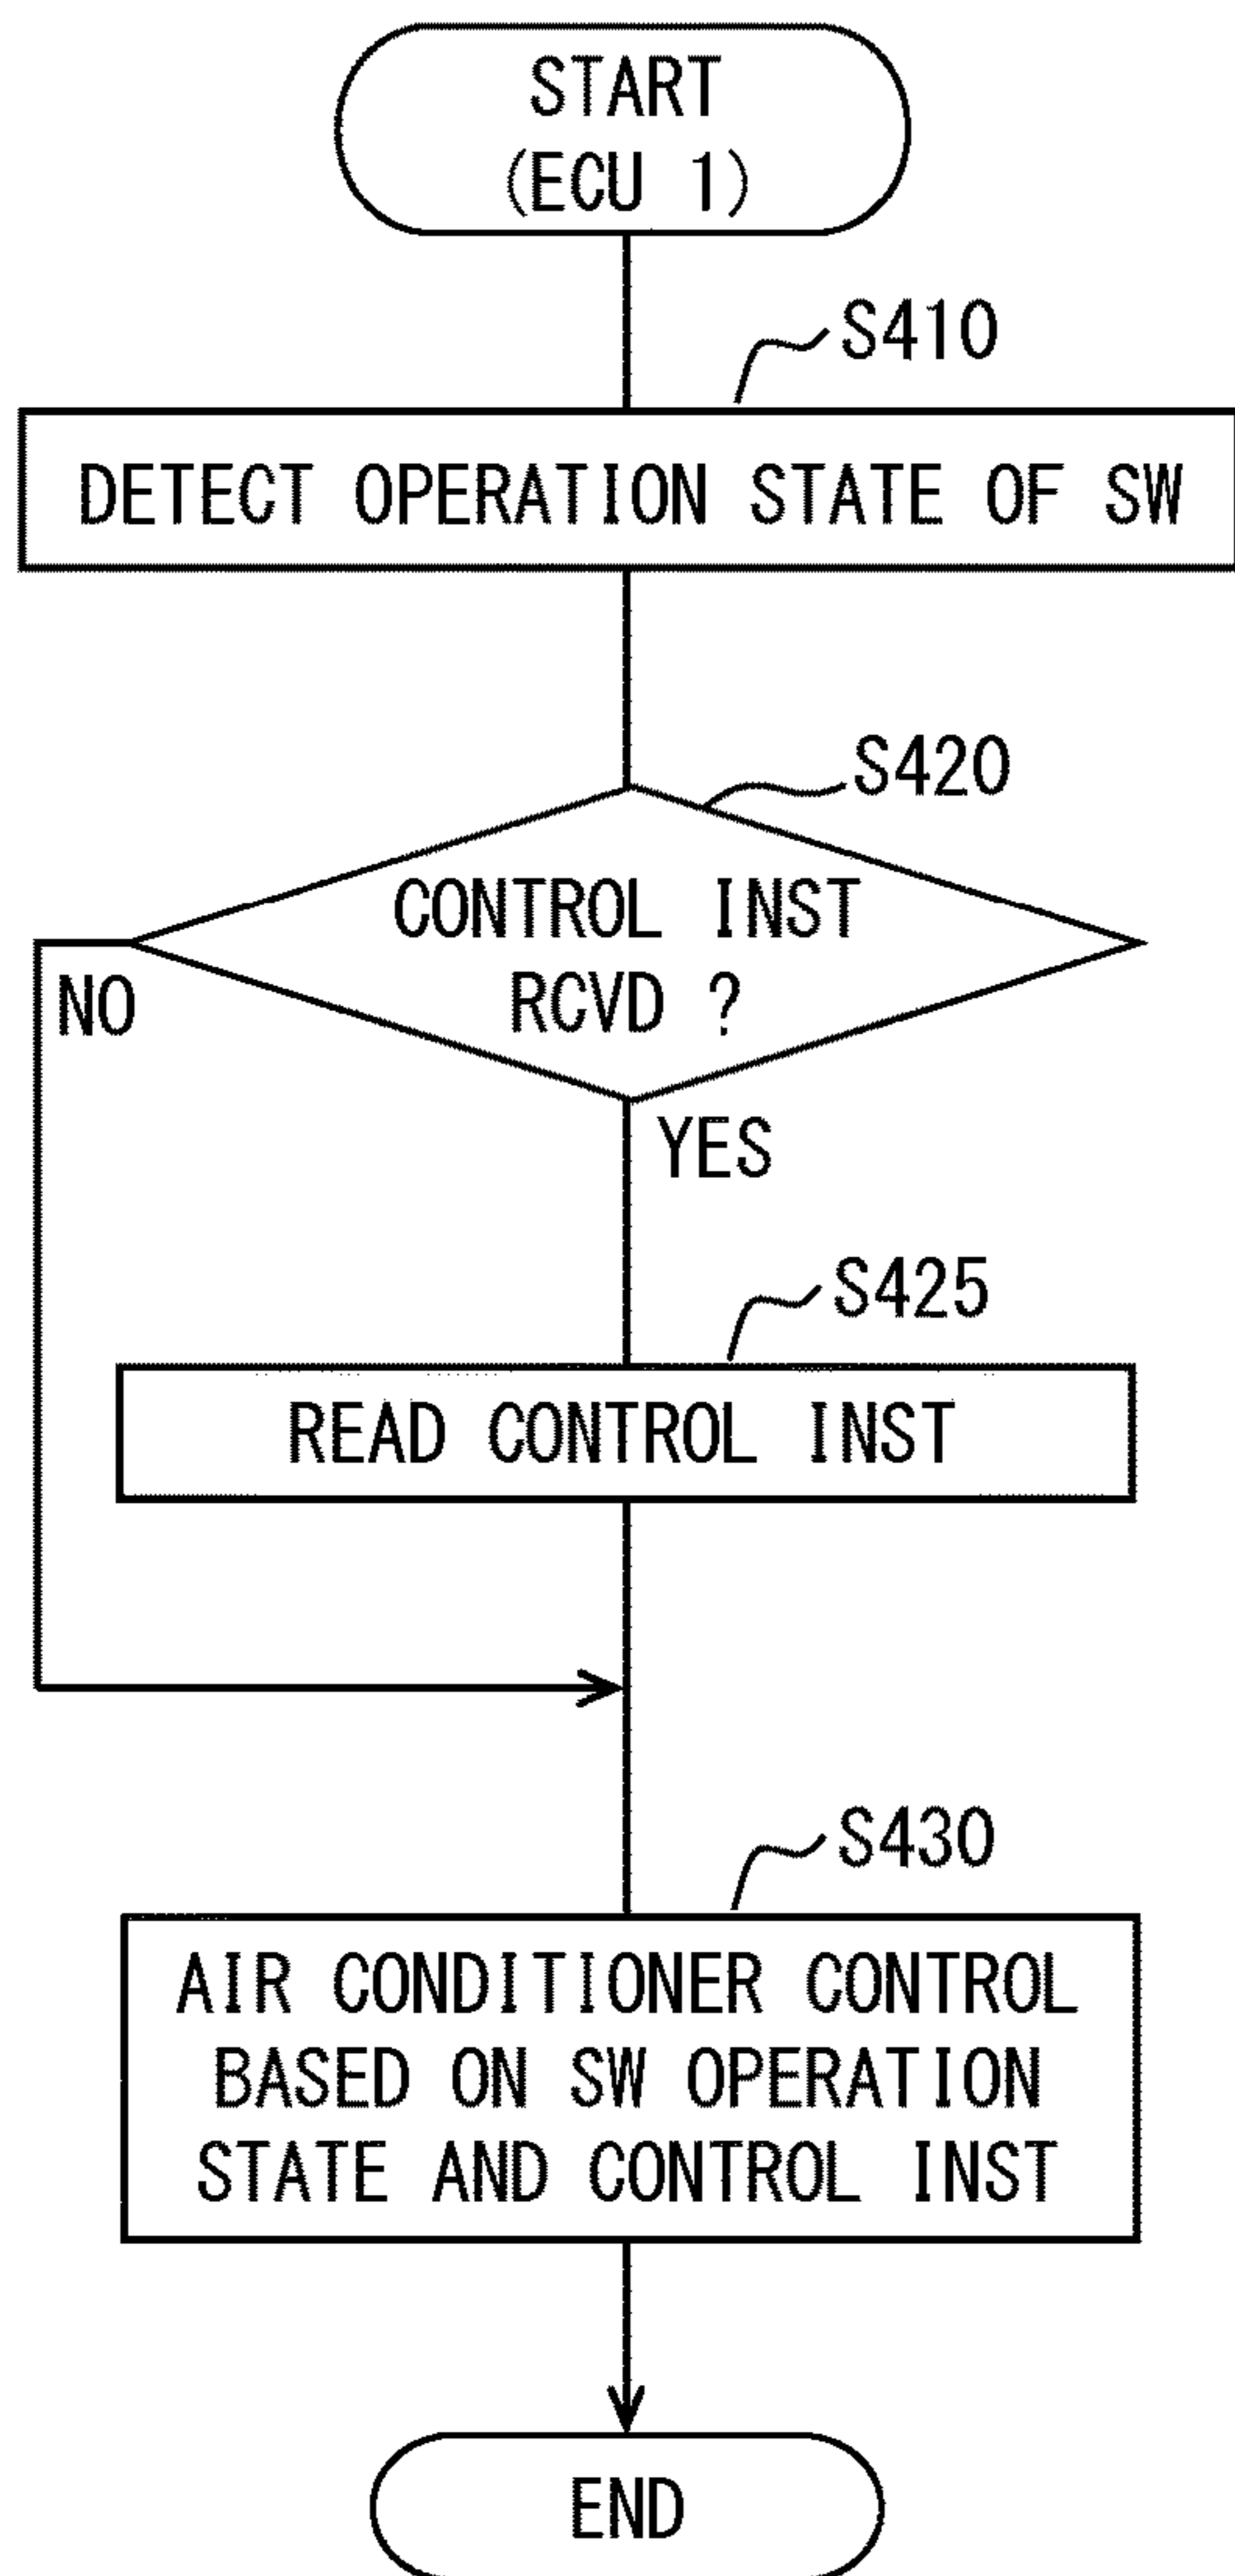 START
(ECU 1)
S410
DETECT OPERATION STATE OF SW
S420
CONTROL INST
RCVD ?
NO
YES
S425
READ CONTROL INST
S430
AIR CONDITIONER CONTROL
BASED ON SW OPERATION
STATE AND CONTROL INST
END